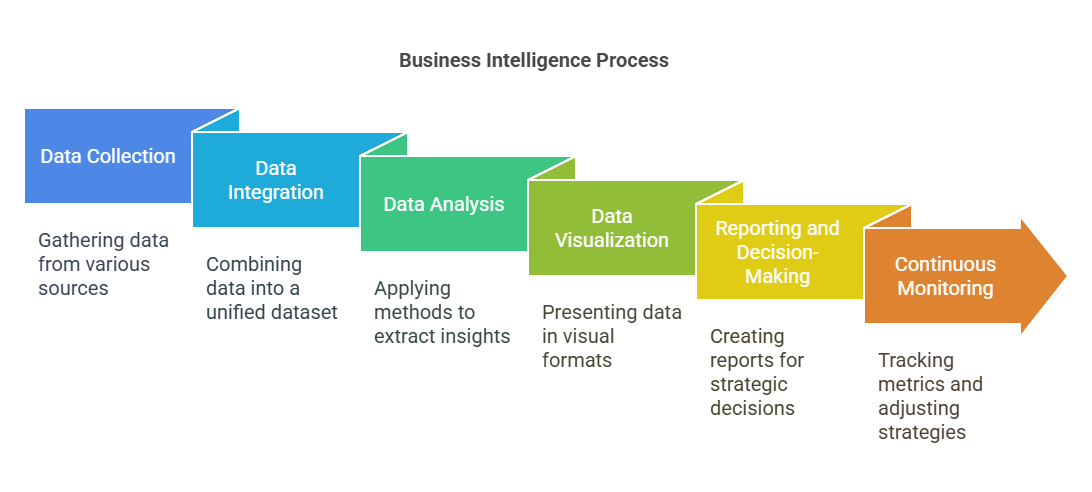 Business Intelligence Process
Data Collection
Gathering data
from various
sources
Data
Integration
Combining
data into a
unified dataset
Data Analysis
Applying
methods to
extract insights
Data
Visualization
Presenting data
in visual
formats
Reporting and
Decision-
Making
Creating
reports for
strategic
decisions
Continuous
Monitoring
Tracking
metrics and
adjusting
strategies